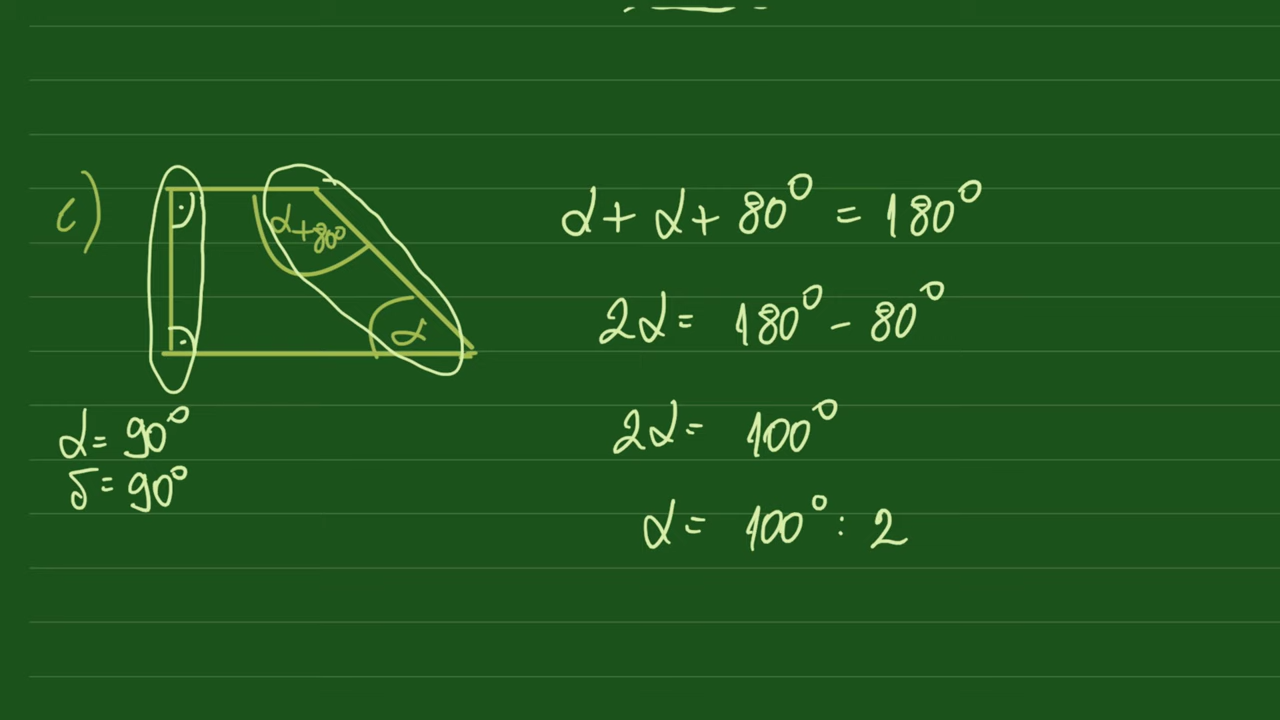 c)
α+80°
α
α = 90°
δ = 90°
α + α + 80° = 180°
2α = 180° - 80°
2α = 100°
α = 100° : 2